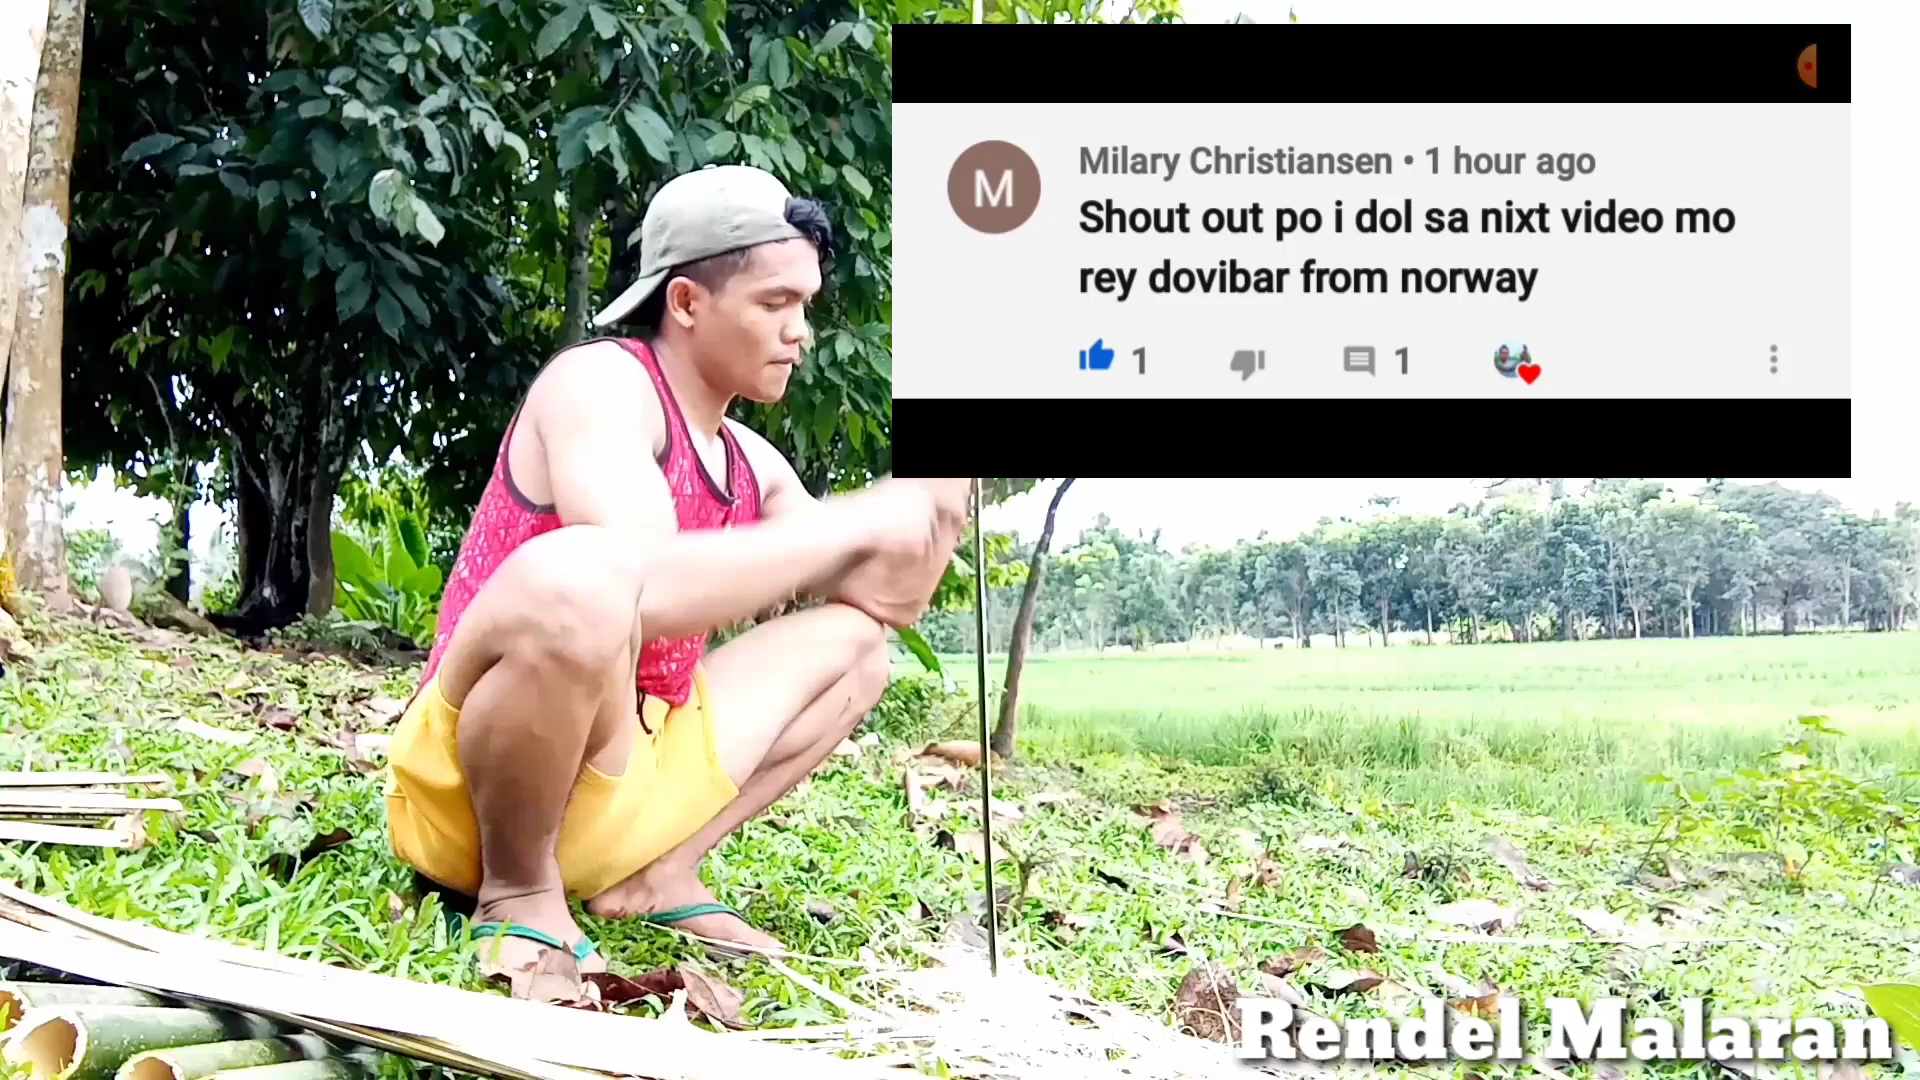 M
Milary Christiansen • 1 hour ago
Shout out po i dol sa nixt video mo
rey dovibar from norway
1
1
Rendel Malaran